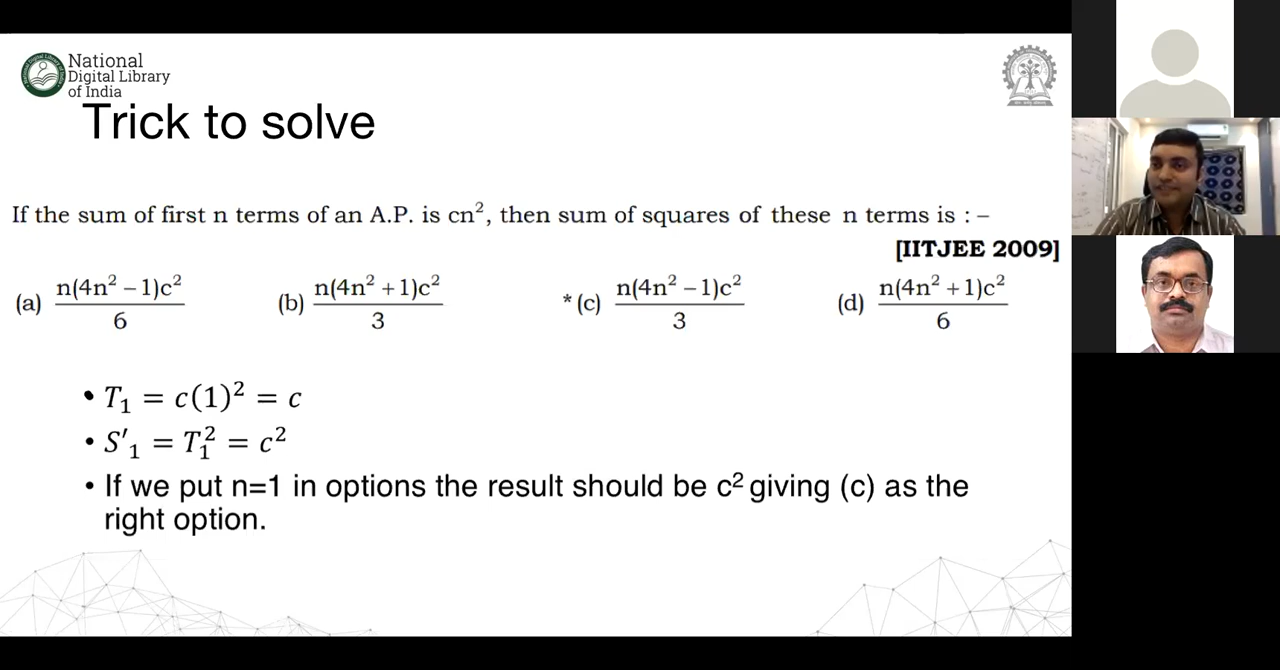 National
Digital Library
of India
Trick to solve
If the sum of first n terms of an A.P. is cn², then sum of squares of these n terms is : –
[IITJEE 2009]
(a) n(4n² – 1)c² / 6 (b) n(4n² + 1)c² / 3 * (c) n(4n² – 1)c² / 3 (d) n(4n² + 1)c² / 6
• T₁ = c(1)² = c
• S′₁ = T₁² = c²
• If we put n=1 in options the result should be c² giving (c) as the
right option.